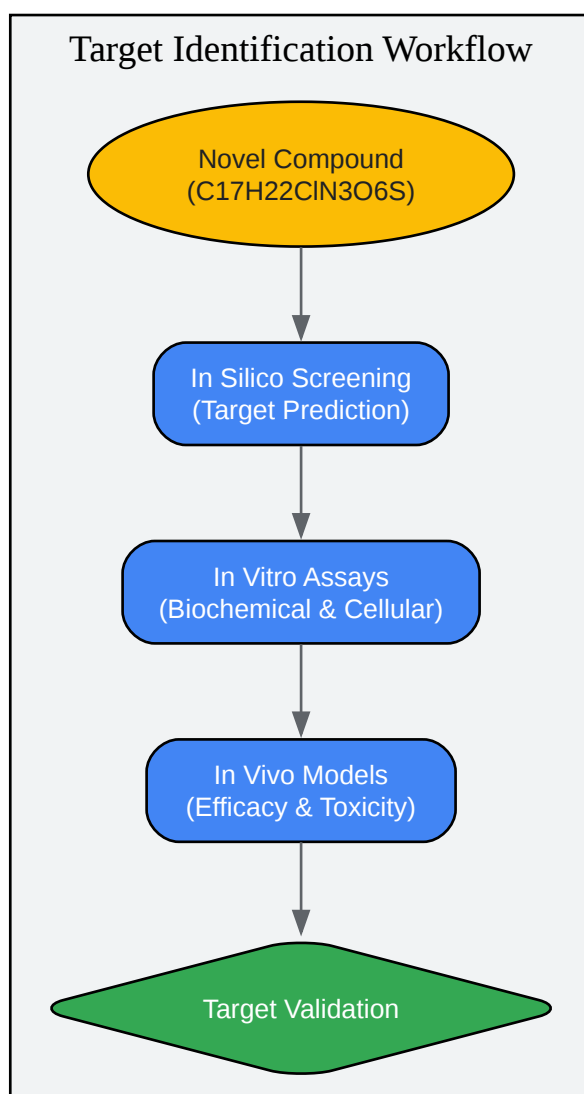 Target Identification Workflow
Novel Compound
(C17H22ClN3O6S)
In Silico Screening
(Target Prediction)
In Vitro Assays
(Biochemical & Cellular)
In Vivo Models
(Efficacy & Toxicity)
Target Validation